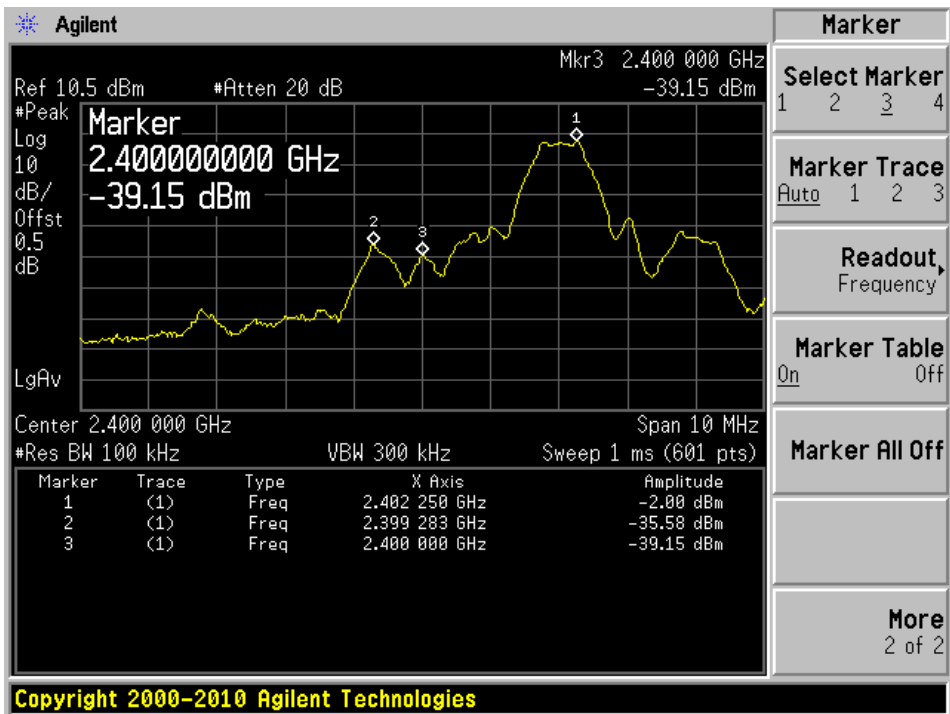 Agilent
Marker
Mkr3 2.400 000 GHz
Ref 10.5 dBm #Atten 20 dB -39.15 dBm
#Peak
Log
10
dB/
Offst
0.5
dB
LgAv
Marker
2.400000000 GHz
-39.15 dBm
1
2
3
Center 2.400 000 GHz Span 10 MHz
#Res BW 100 kHz VBW 300 kHz Sweep 1 ms (601 pts)
Marker Trace Type X Axis Amplitude
1 (1) Freq 2.402 250 GHz -2.00 dBm
2 (1) Freq 2.399 283 GHz -35.58 dBm
3 (1) Freq 2.400 000 GHz -39.15 dBm
Select Marker
1 2 3 4
Marker Trace
Auto 1 2 3
Readout
Frequency
Marker Table
On Off
Marker All Off
More
2 of 2
Copyright 2000-2010 Agilent Technologies